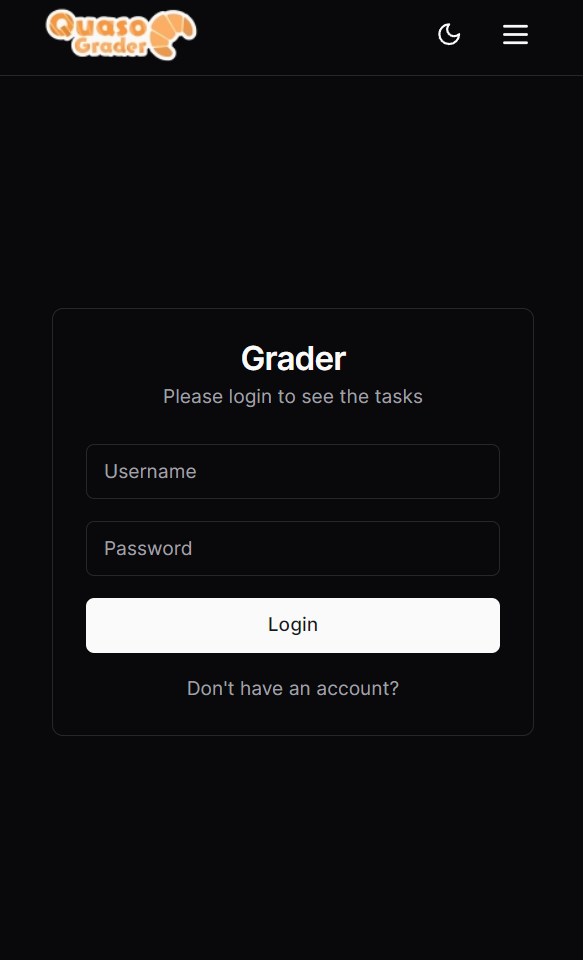 Quaso
Grader
Grader
Please login to see the tasks
Username
Password
Login
Don't have an account?